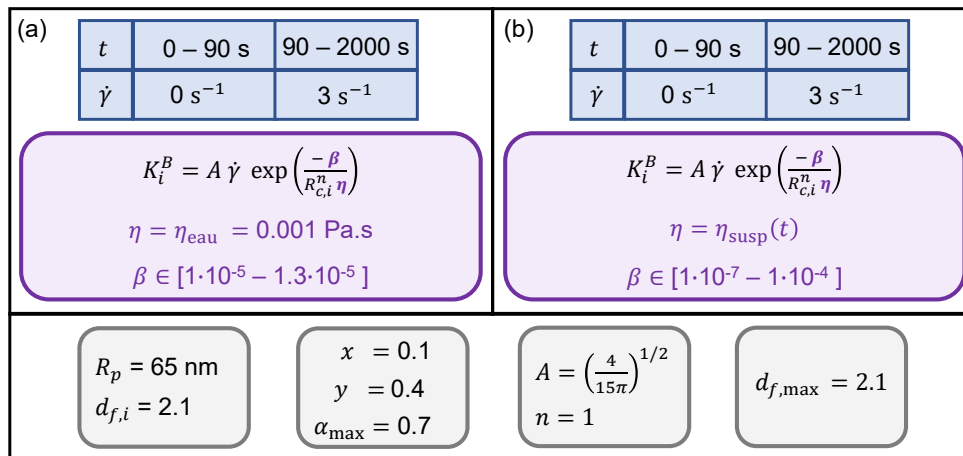 (a)
t 0 – 90 s 90 – 2000 s
γ̇ 0 s⁻¹ 3 s⁻¹
K_i^B = A γ̇ exp(−β / (R_{c,i}^n η))
η = η_eau = 0.001 Pa.s
β ∈ [1·10⁻⁵ – 1.3·10⁻⁵ ]
(b)
t 0 – 90 s 90 – 2000 s
γ̇ 0 s⁻¹ 3 s⁻¹
K_i^B = A γ̇ exp(−β / (R_{c,i}^n η))
η = η_susp(t)
β ∈ [1·10⁻⁷ – 1·10⁻⁴ ]
R_p = 65 nm
d_{f,i} = 2.1
x = 0.1
y = 0.4
α_max = 0.7
A = (4 / 15π)^{1/2}
n = 1
d_{f,max} = 2.1